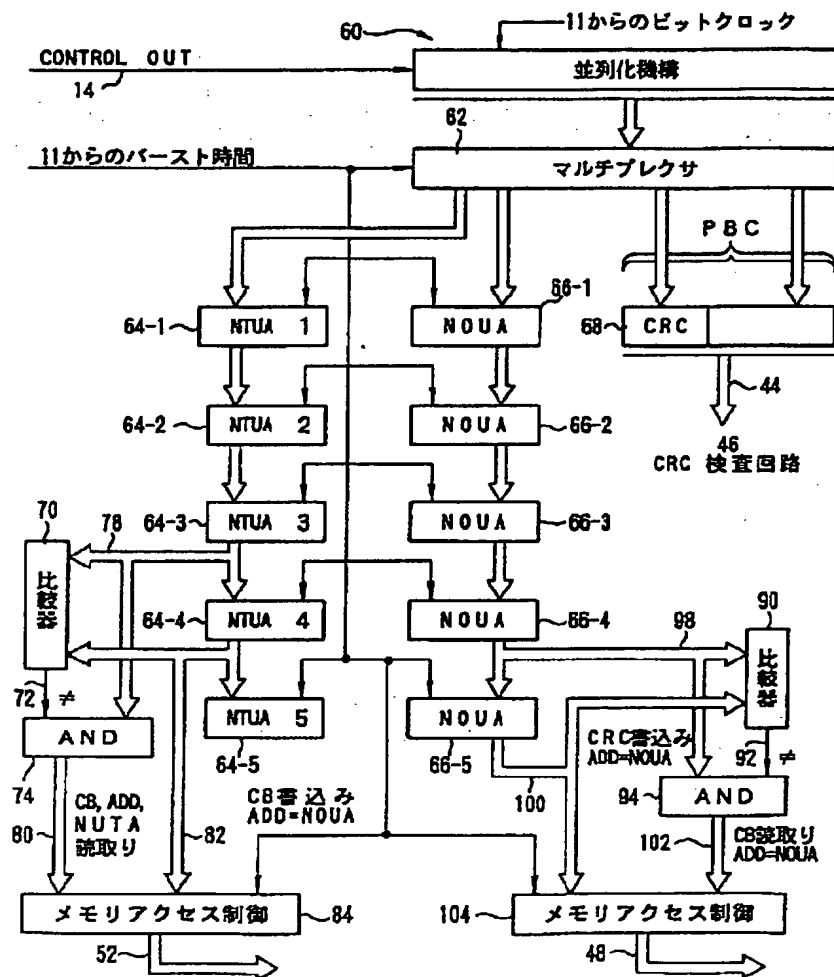 60
11からのビットクロック
CONTROL OUT
14
並列化機構
62
11からのバースト時間
マルチプレクサ
PBC
64-1
NTUA 1
NOUA
66-1
68
CRC
44
64-2
NTUA 2
NOUA
66-2
46
CRC 検査回路
70
78
64-3
NTUA 3
NOUA
66-3
比較器
64-4
NTUA 4
NOUA
66-4
98
90
比較器
72
≠
NTUA 5
64-5
NOUA
66-5
AND
74
CRC書込み
ADD=NOUA
92
≠
100
94
AND
80
CB, ADD,
NUTA
読取り
82
CB書込み
ADD=NOUA
102
CB読取り
ADD=NOUA
メモリアクセス制御
84
104
メモリアクセス制御
52
48